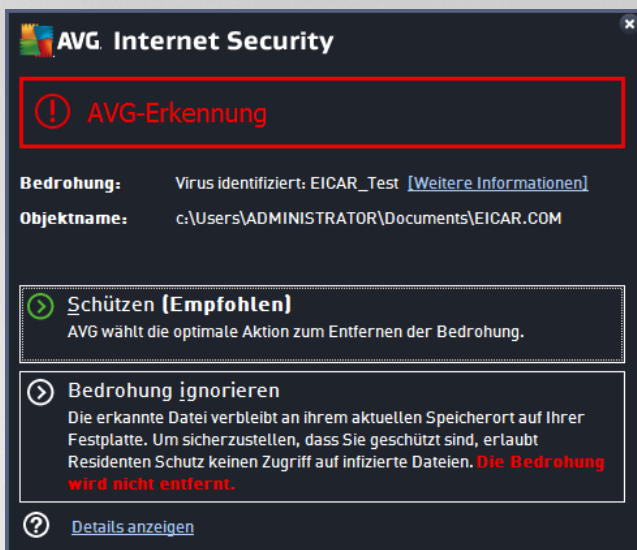 AVG. Internet Security
AVG-Erkennung
Bedrohung: Virus identifiziert: EICAR_Test [Weitere Informationen]
Objektname: c:\Users\ADMINISTRATOR\Documents\EICAR.COM
Schützen (Empfohlen)
AVG wählt die optimale Aktion zum Entfernen der Bedrohung.
Bedrohung ignorieren
Die erkannte Datei verbleibt an ihrem aktuellen Speicherort auf Ihrer
Festplatte. Um sicherzustellen, dass Sie geschützt sind, erlaubt
Residenten Schutz keinen Zugriff auf infizierte Dateien. Die Bedrohung
wird nicht entfernt.
Details anzeigen